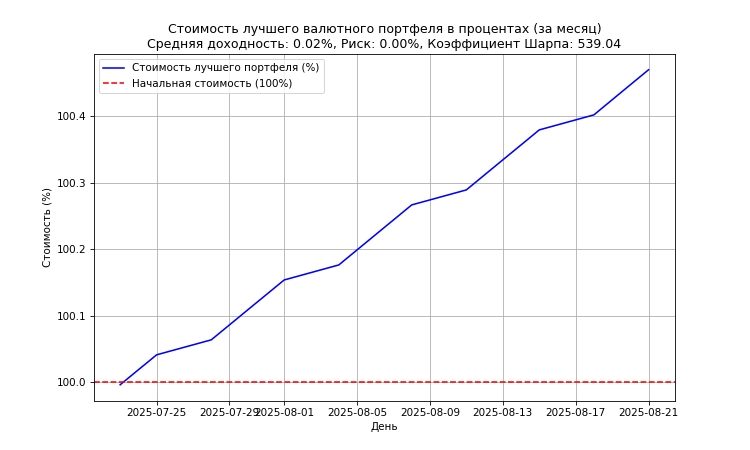 Стоимость лучшего валютного портфеля в процентах (за месяц)
Средняя доходность: 0.02%, Риск: 0.00%, Коэффициент Шарпа: 539.04
Стоимость лучшего портфеля (%)
Начальная стоимость (100%)
Стоимость (%)
100.4
100.3
100.2
100.1
100.0
2025-07-25 2025-07-29 2025-08-01 2025-08-05 2025-08-09 2025-08-13 2025-08-17 2025-08-21
День